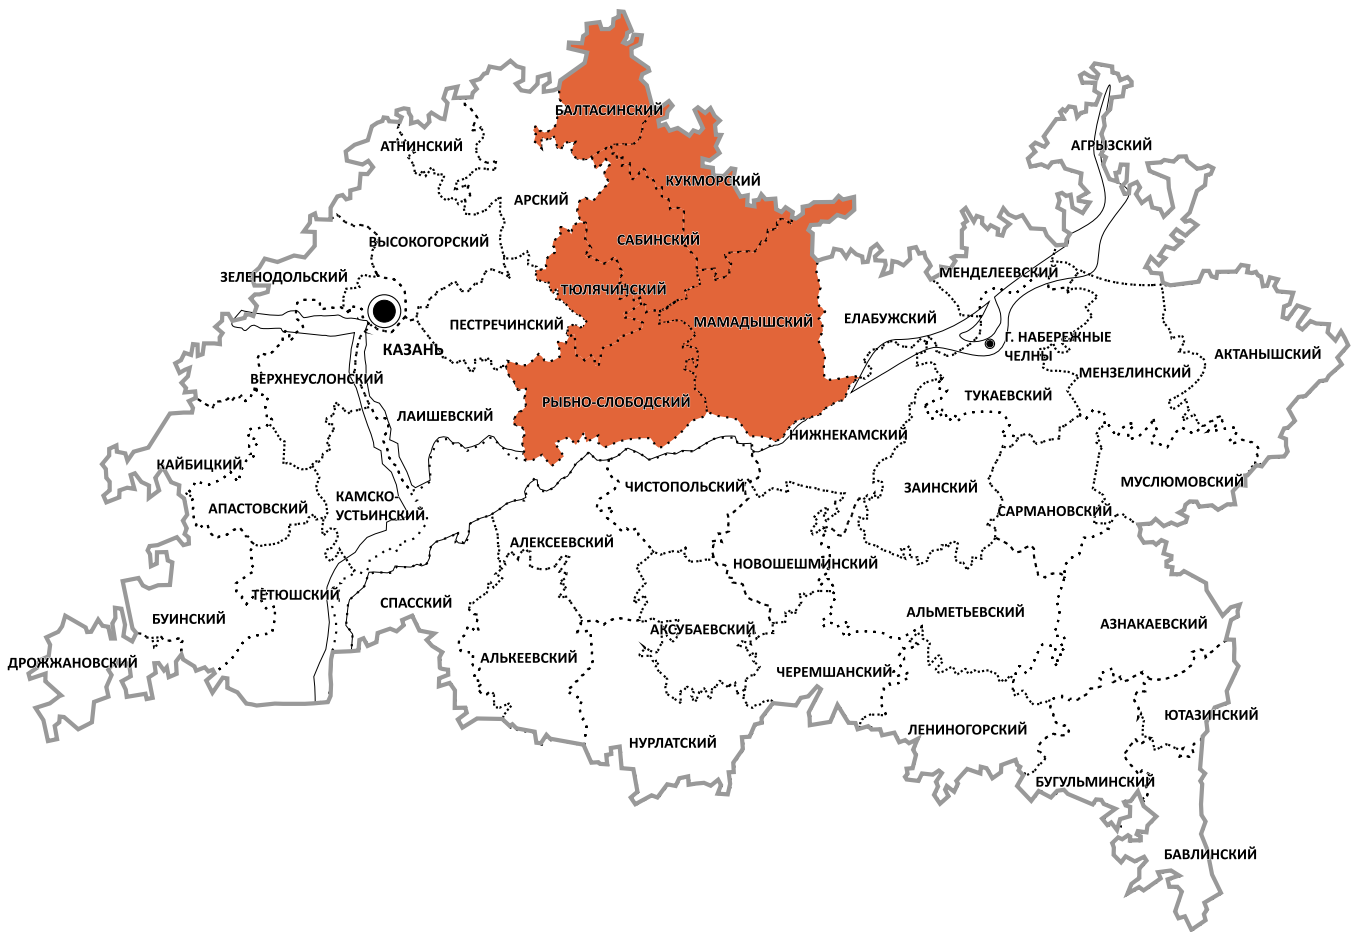 БАЛТАСИНСКИЙ
АТНИНСКИЙ
АГРЫЗСКИЙ
КУКМОРСКИЙ
АРСКИЙ
ВЫСОКОГОРСКИЙ
САБИНСКИЙ
ЗЕЛЕНОДОЛЬСКИЙ
МЕНДЕЛЕЕВСКИЙ
ТЮЛЯЧИНСКИЙ
ПЕСТРЕЧИНСКИЙ
МАМАДЫШСКИЙ
ЕЛАБУЖСКИЙ
Г. НАБЕРЕЖНЫЕ
ЧЕЛНЫ
КАЗАНЬ
АКТАНЫШСКИЙ
ВЕРХНЕУСЛОНСКИЙ
МЕНЗЕЛИНСКИЙ
ТУКАЕВСКИЙ
РЫБНО-СЛОБОДСКИЙ
ЛАИШЕВСКИЙ
НИЖНЕКАМСКИЙ
КАЙБИЦКИЙ
МУСЛЮМОВСКИЙ
ЧИСТОПОЛЬСКИЙ
ЗАИНСКИЙ
КАМСКО-
УСТЬИНСКИЙ
АПАСТОВСКИЙ
САРМАНОВСКИЙ
АЛЕКСЕЕВСКИЙ
НОВОШЕШМИНСКИЙ
ТЕТЮШСКИЙ
СПАССКИЙ
АЛЬМЕТЬЕВСКИЙ
БУИНСКИЙ
АЗНАКАЕВСКИЙ
АКСУБАЕВСКИЙ
ДРОЖЖАНОВСКИЙ
АЛЬКЕЕВСКИЙ
ЧЕРЕМШАНСКИЙ
ЮТАЗИНСКИЙ
ЛЕНИНОГОРСКИЙ
НУРЛАТСКИЙ
БУГУЛЬМИНСКИЙ
БАВЛИНСКИЙ